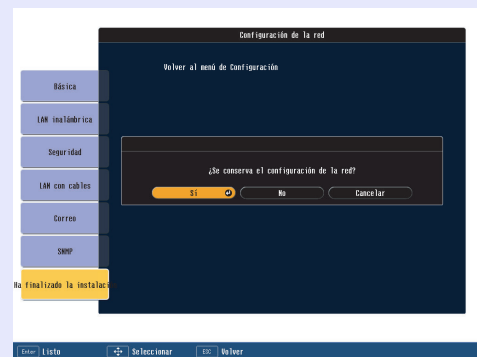 Configuración de la red
Volver al menú de Configuración
Básica
LAN inalámbrica
Seguridad
LAN con cables
Correo
SNMP
Ha finalizado la instalaci
¿Se conserva el configuración de la red?
Sí No Cancelar
Enter Listo Seleccionar ESC Volver